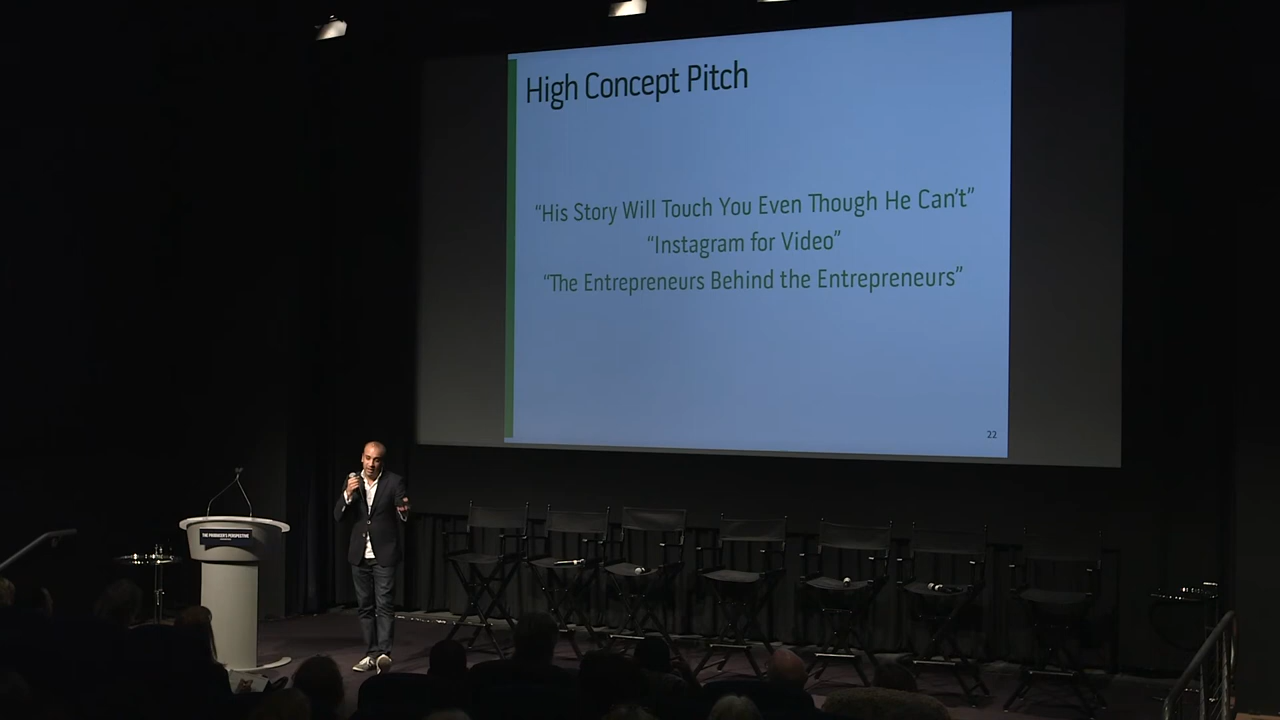 High Concept Pitch
“His Story Will Touch You Even Though He Can’t”
“Instagram for Video”
“The Entrepreneurs Behind the Entrepreneurs”
22
THE PRODUCER'S PERSPECTIVE